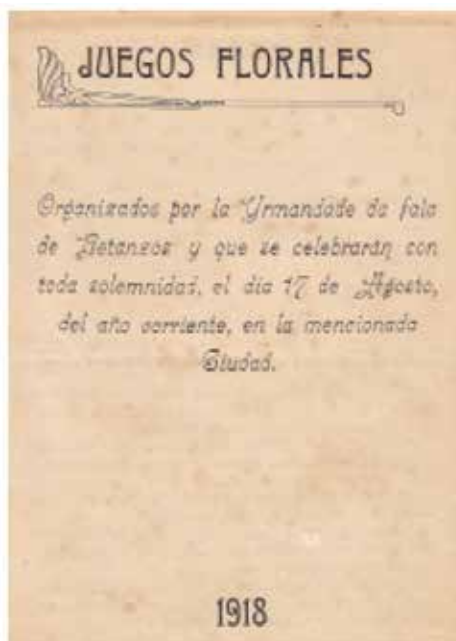 JUEGOS FLORALES
Organizados por la Yrmandade da fala
de Betanzos y que se celebrarán con
toda solemnidad, el día 17 de Agosto,
del año corriente, en la mencionada
Ciudad.
1918